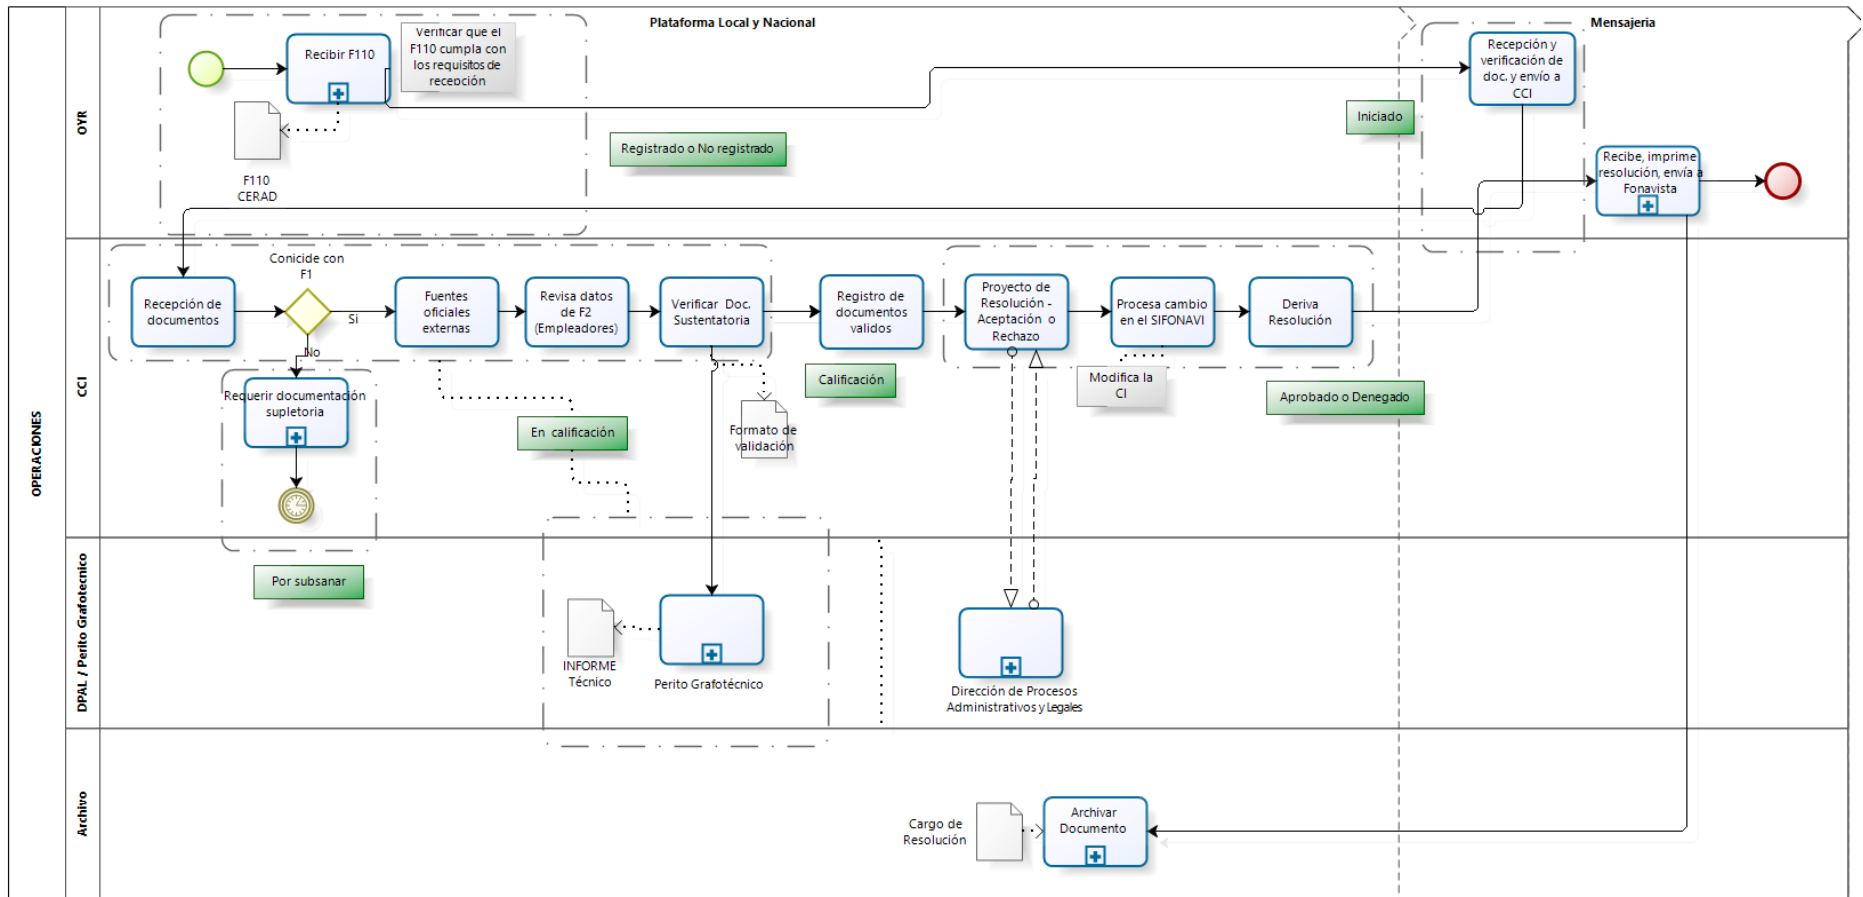 Plataforma Local y Nacional
Mensajeria
OPERACIONES
OYR
Recibir F110
Verificar que el
F110 cumpla con
los requisitos de
recepción
F110
CERAD
Registrado o No registrado
Iniciado
Recepción y
verificación de
doc. y envío a
CCI
Recibe, imprime
resolución, envía a
Fonavista
CCI
Recepción de
documentos
Conicide con
F1
Si
No
Fuentes
oficiales
externas
Revisa datos
de F2
(Empleadores)
Verificar Doc.
Sustentatoria
Registro de
documentos
validos
Proyecto de
Resolución -
Aceptación o
Rechazo
Procesa cambio
en el SIFONAVI
Deriva
Resolución
Requerir documentación
supletoria
En calificación
Formato de
validación
Calificación
Modifica la
CI
Aprobado o Denegado
DPAL / Perito Grafotecnico
Por subsanar
INFORME
Técnico
Perito Grafotécnico
Dirección de Procesos
Administrativos y Legales
Archivo
Cargo de
Resolución
Archivar
Documento